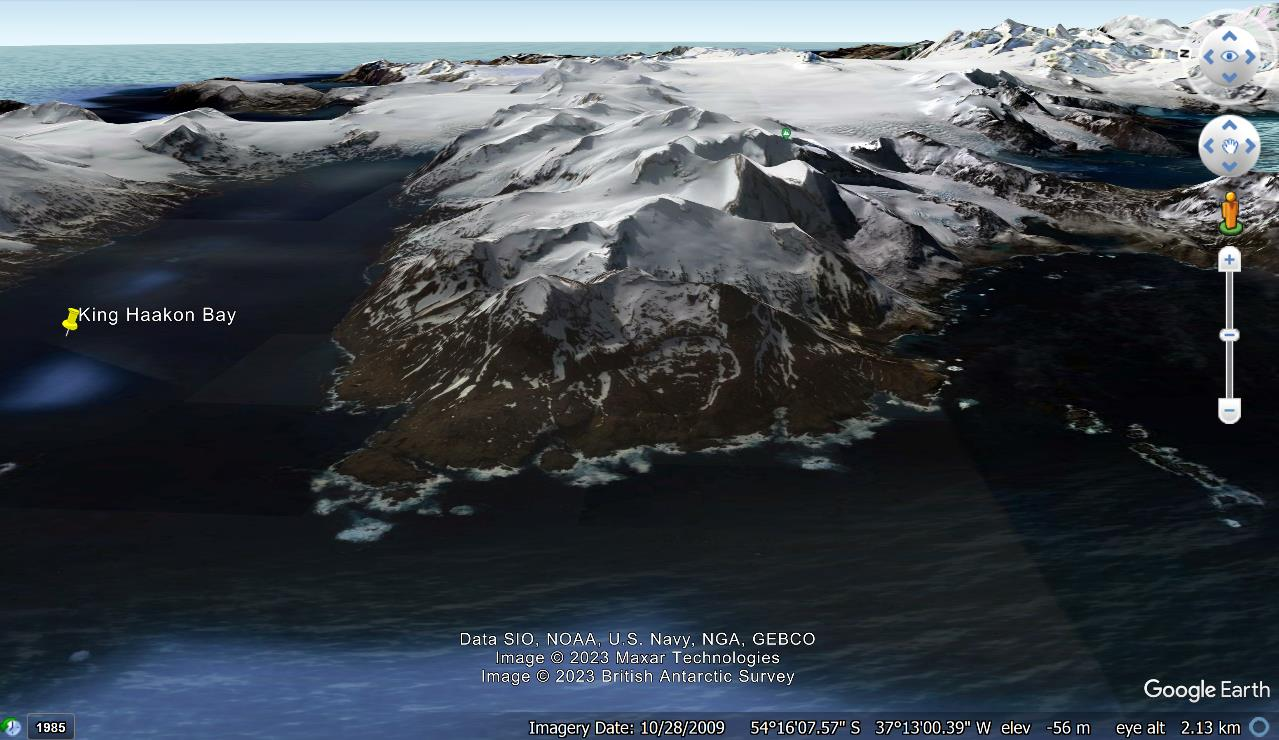 N
King Haakon Bay
Data SIO, NOAA, U.S. Navy, NGA, GEBCO
Image © 2023 Maxar Technologies
Image © 2023 British Antarctic Survey
Google Earth
1985
Imagery Date: 10/28/2009 54°16'07.57" S 37°13'00.39" W elev -56 m eye alt 2.13 km